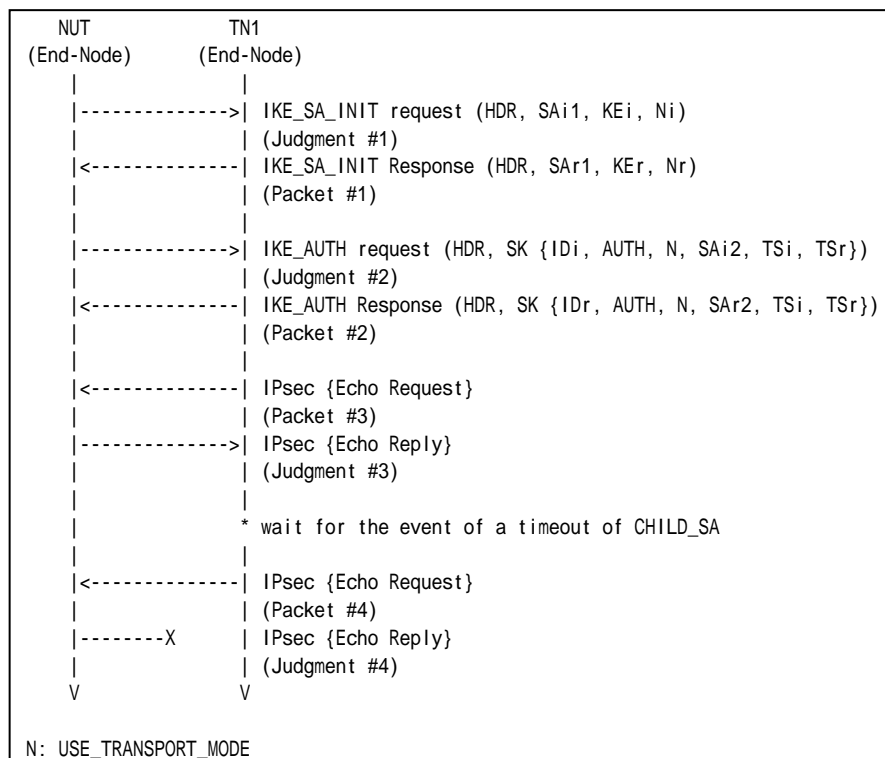 NUT TN1
(End-Node) (End-Node)
| |
|-------------->| IKE_SA_INIT request (HDR, SAi1, KEi, Ni)
| | (Judgment #1)
|<--------------| IKE_SA_INIT Response (HDR, SAr1, KEr, Nr)
| | (Packet #1)
| |
|-------------->| IKE_AUTH request (HDR, SK {IDi, AUTH, N, SAi2, TSi, TSr})
| | (Judgment #2)
|<--------------| IKE_AUTH Response (HDR, SK {IDr, AUTH, N, SAr2, TSi, TSr})
| | (Packet #2)
| |
|<--------------| IPsec {Echo Request}
| | (Packet #3)
|-------------->| IPsec {Echo Reply}
| | (Judgment #3)
| |
| * wait for the event of a timeout of CHILD_SA
| |
|<--------------| IPsec {Echo Request}
| | (Packet #4)
|--------X | IPsec {Echo Reply}
| | (Judgment #4)
V V
N: USE_TRANSPORT_MODE